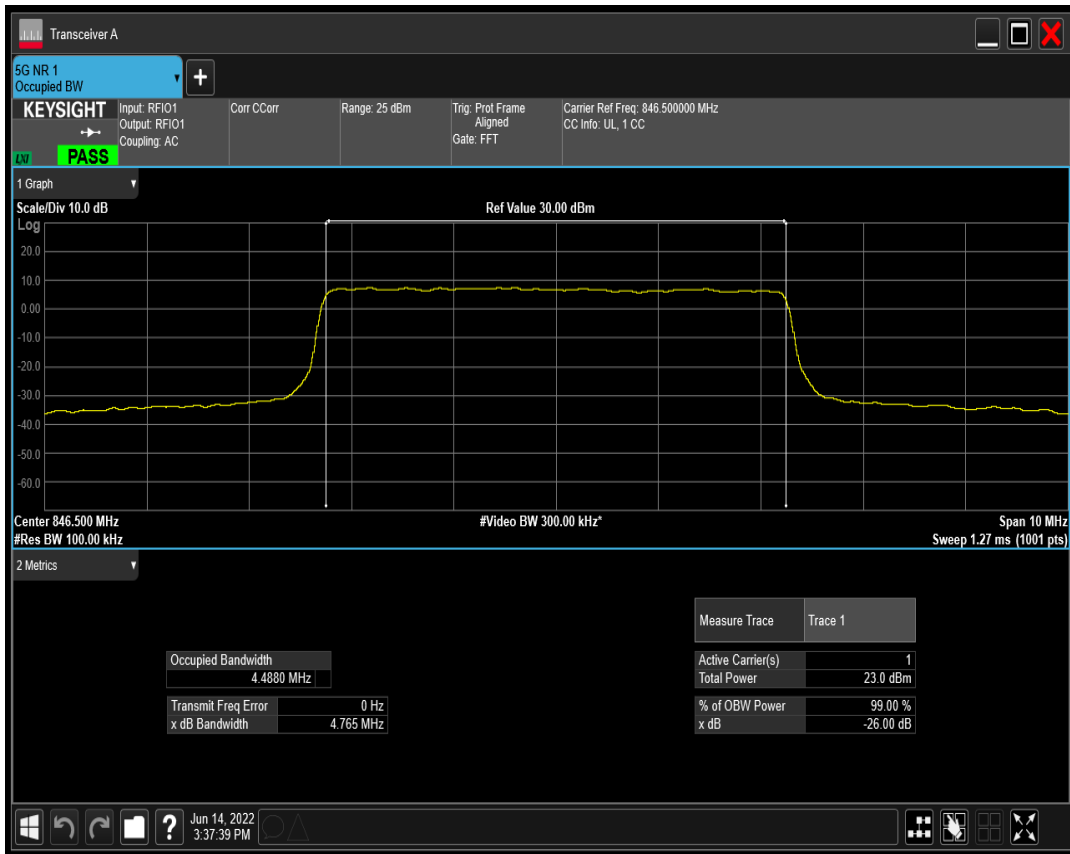 Transceiver A
5G NR 1
Occupied BW
KEYSIGHT
LXI
PASS
Input: RFIO1
Output: RFIO1
Coupling: AC
Corr CCorr
Range: 25 dBm
Trig: Prot Frame
Aligned
Gate: FFT
Carrier Ref Freq: 846.500000 MHz
CC Info: UL, 1 CC
1 Graph
Scale/Div 10.0 dB
Ref Value 30.00 dBm
Log
20.0
10.0
0.00
-10.0
-20.0
-30.0
-40.0
-50.0
-60.0
Center 846.500 MHz
#Video BW 300.00 kHz*
Span 10 MHz
#Res BW 100.00 kHz
Sweep 1.27 ms (1001 pts)
2 Metrics
Measure Trace Trace 1
Occupied Bandwidth
4.4880 MHz
Active Carrier(s) 1
Total Power 23.0 dBm
Transmit Freq Error 0 Hz
x dB Bandwidth 4.765 MHz
% of OBW Power 99.00 %
x dB -26.00 dB
?
Jun 14, 2022
3:37:39 PM